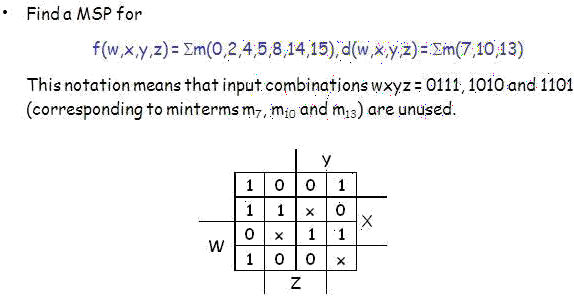 • Find a MSP for
f(w,x,y,z) = Σm(0,2,4,5,8,14,15), d(w,x,y,z) = Σm(7,10,13)
This notation means that input combinations wxyz = 0111, 1010 and 1101
(corresponding to minterms m₇, m₁₀ and m₁₃) are unused.
Y
1 0 0 1
1 1 x 0
X
0 x 1 1
W
1 0 0 x
Z